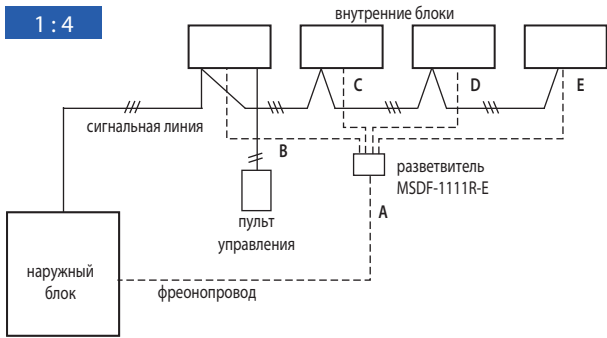 1 : 4
внутренние блоки
C
D
E
сигнальная линия
B
разветвитель
MSDF-1111R-E
A
пульт
управления
наружный
блок
фреонопровод